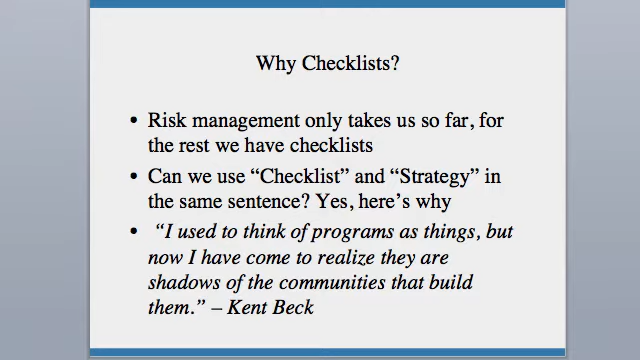 Why Checklists?
• Risk management only takes us so far, for
the rest we have checklists
• Can we use “Checklist” and “Strategy” in
the same sentence? Yes, here’s why
• “I used to think of programs as things, but
now I have come to realize they are
shadows of the communities that build
them.” – Kent Beck